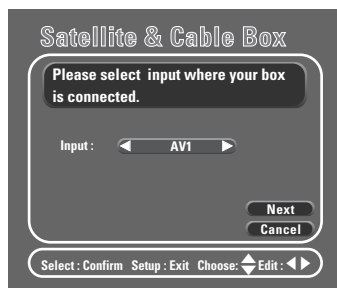 Satellite & Cable Box
Please select input where your box
is connected.
Input : AV1
Next
Cancel
Select : Confirm Setup : Exit Choose: Edit :